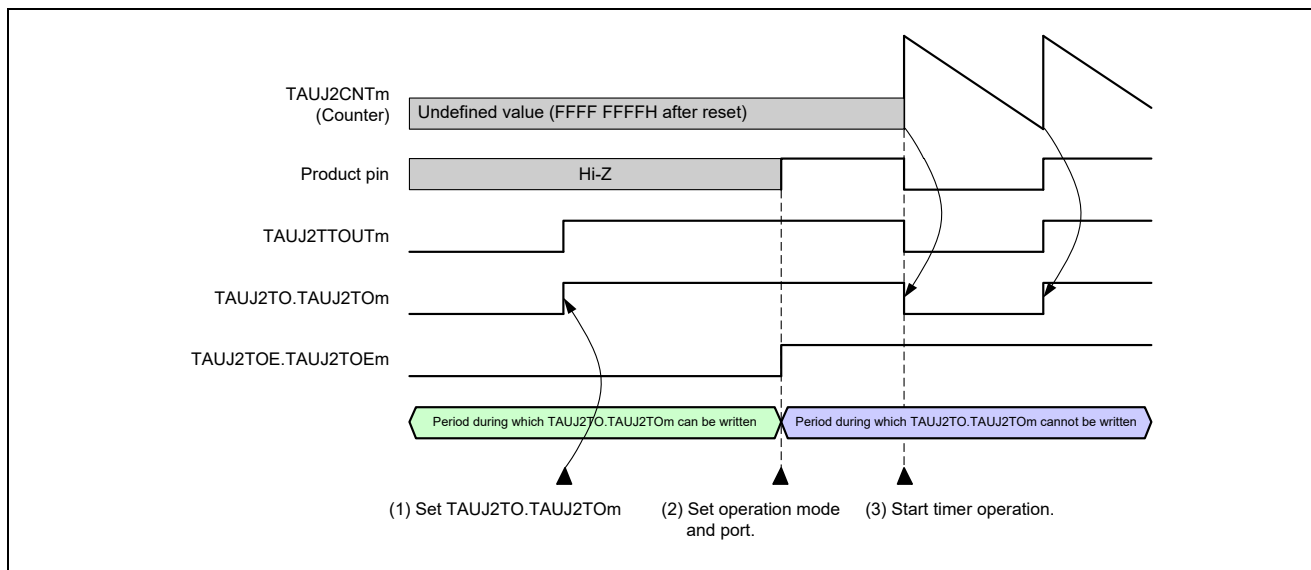 TAUJ2CNTm
(Counter)
Undefined value (FFFF FFFFH after reset)
Product pin
Hi-Z
TAUJ2TTOUTm
TAUJ2TO.TAUJ2TOm
TAUJ2TOE.TAUJ2TOEm
Period during which TAUJ2TO.TAUJ2TOm can be written
Period during which TAUJ2TO.TAUJ2TOm cannot be written
(1) Set TAUJ2TO.TAUJ2TOm
(2) Set operation mode
and port.
(3) Start timer operation.